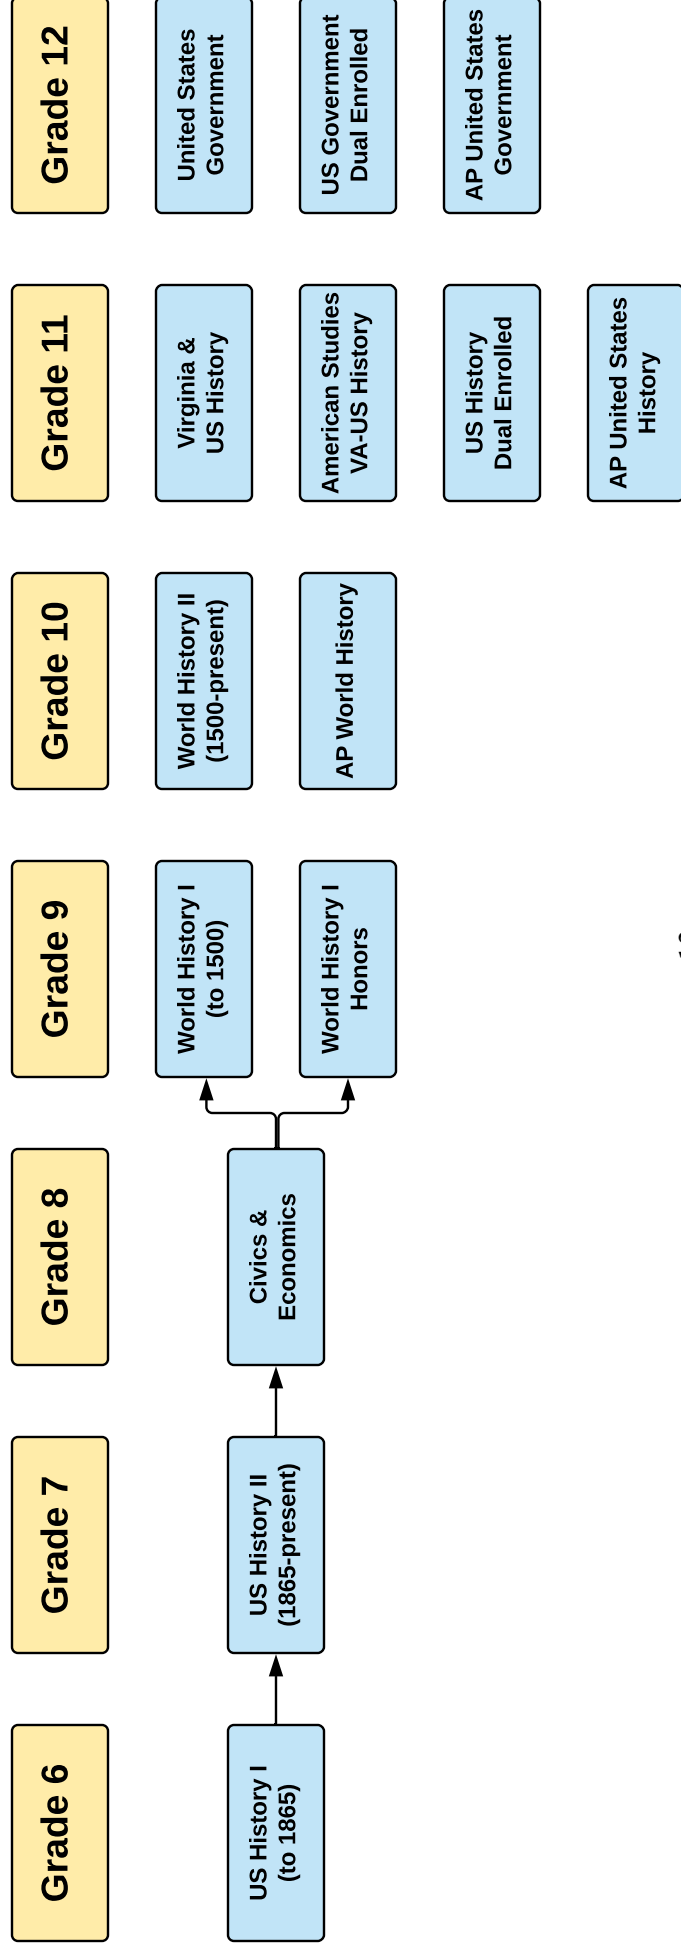 Grade 6
Grade 7
Grade 8
Grade 9
Grade 10
Grade 11
Grade 12
US History I
(to 1865)
US History II
(1865-present)
Civics &
Economics
World History I
(to 1500)
World History II
(1500-present)
Virginia &
US History
United States
Government
World History I
Honors
AP World History
American Studies
VA-US History
US Government
Dual Enrolled
US History
Dual Enrolled
AP United States
Government
AP United States
History